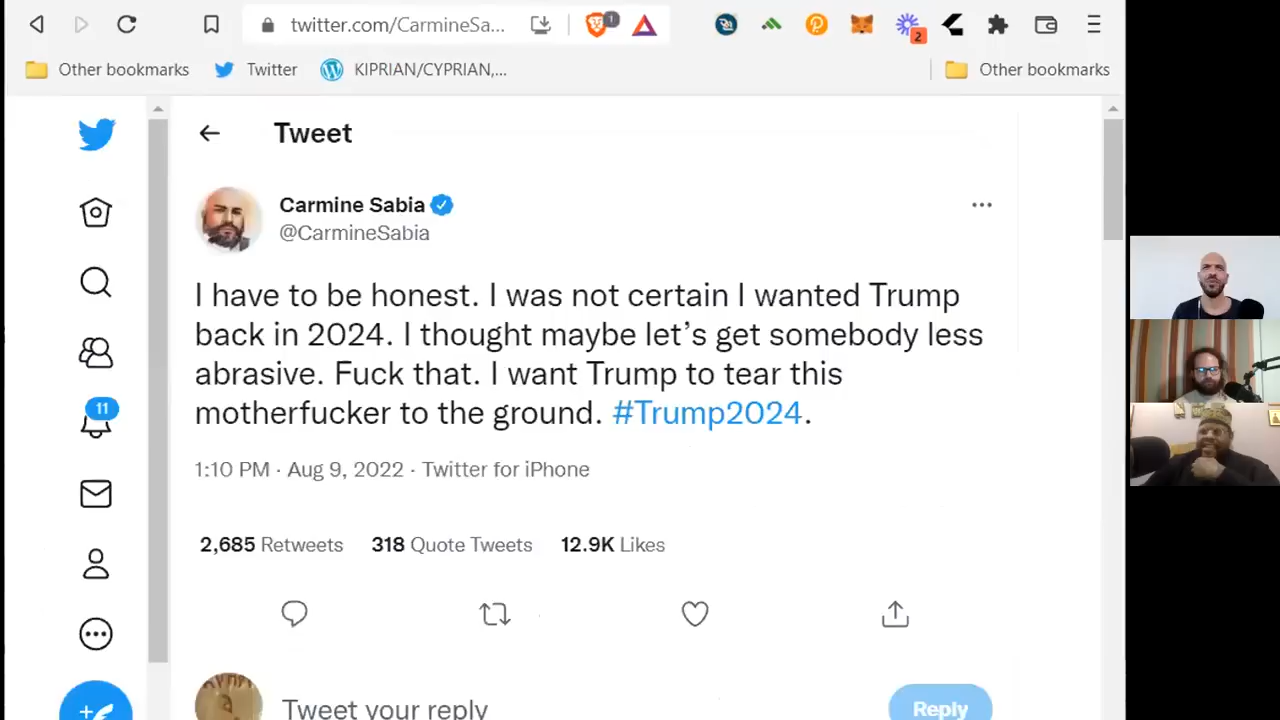 twitter.com/CarmineSa...
1
2
Other bookmarks
Twitter
KIPRIAN/CYPRIAN,...
Other bookmarks
Tweet
Carmine Sabia
@CarmineSabia
I have to be honest. I was not certain I wanted Trump
back in 2024. I thought maybe let's get somebody less
abrasive. Fuck that. I want Trump to tear this
motherfucker to the ground. #Trump2024.
11
1:10 PM · Aug 9, 2022 · Twitter for iPhone
2,685 Retweets 318 Quote Tweets 12.9K Likes
Tweet your reply
Reply